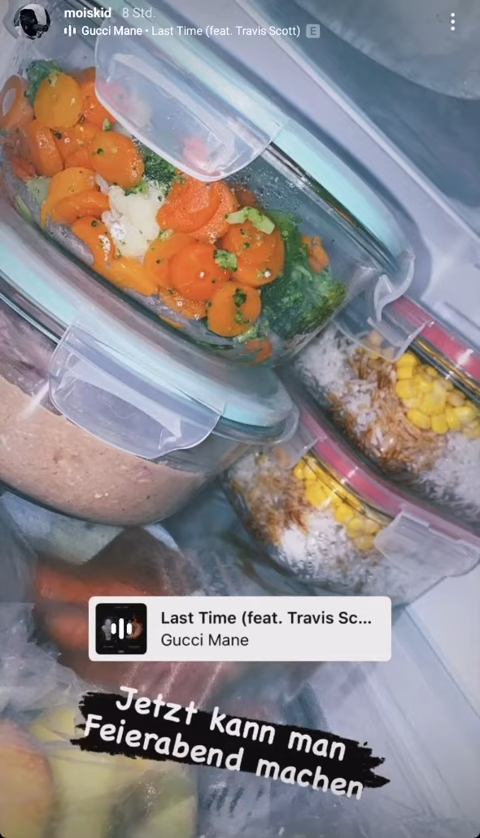 moiskid 8 Std.
Gucci Mane • Last Time (feat. Travis Scott) E
Last Time (feat. Travis Sc...
Gucci Mane
Jetzt kann man
Feierabend machen